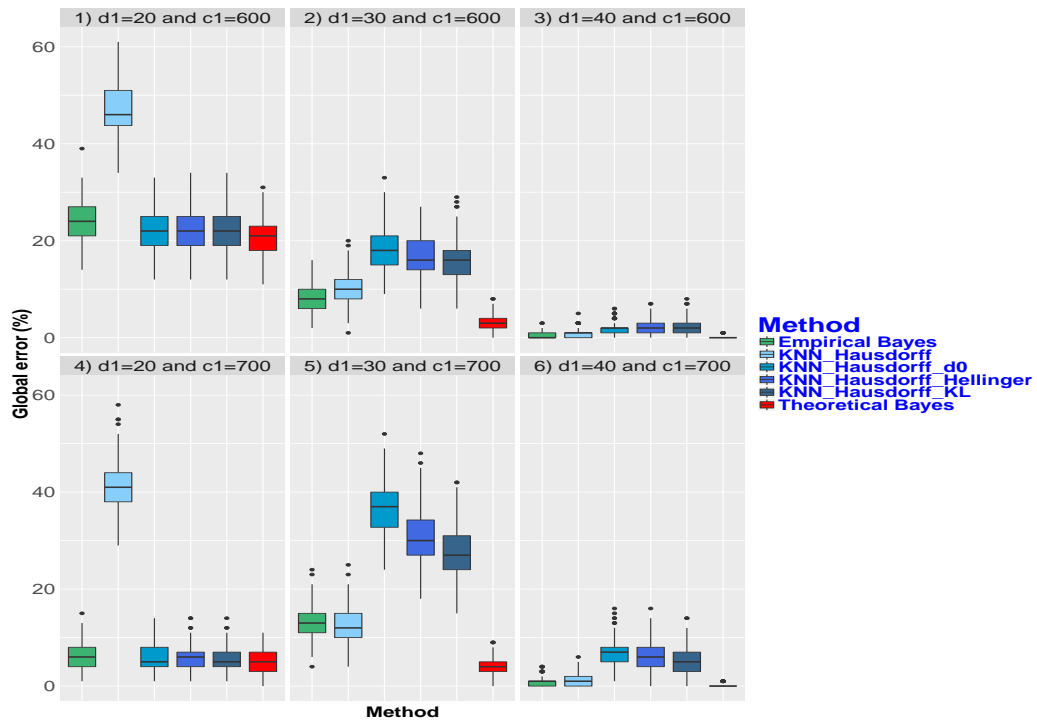 1) d1=20 and c1=600
2) d1=30 and c1=600
3) d1=40 and c1=600
60
40
20
0
4) d1=20 and c1=700
5) d1=30 and c1=700
6) d1=40 and c1=700
60
40
20
0
Global error (%)
Method
Method
Empirical Bayes
KNN_Hausdorff
KNN_Hausdorff_d0
KNN_Hausdorff_Hellinger
KNN_Hausdorff_KL
Theoretical Bayes